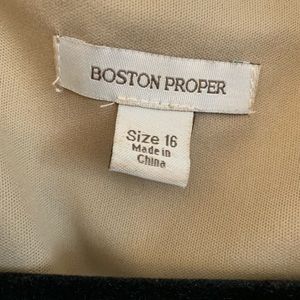 BOSTON PROPER
Size 16
Made in
China